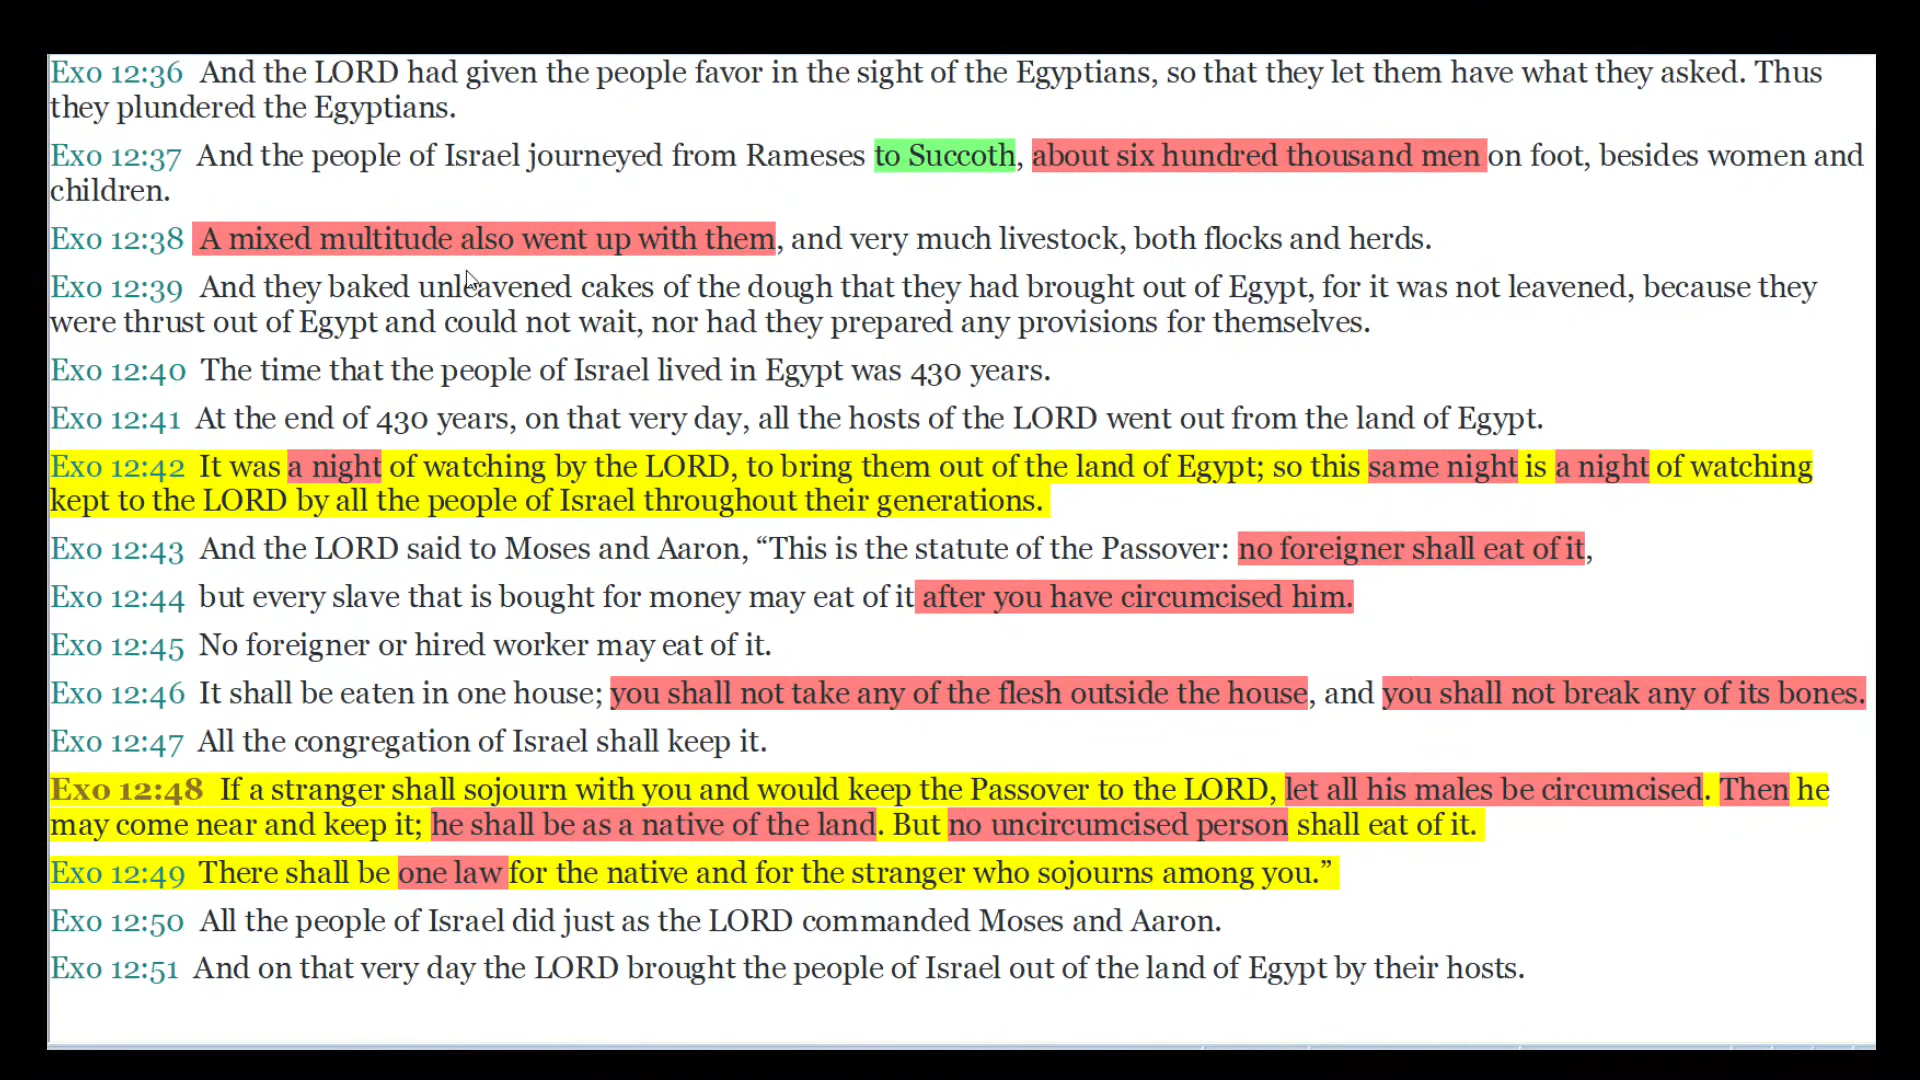 Exo 12:36 And the LORD had given the people favor in the sight of the Egyptians, so that they let them have what they asked. Thus
they plundered the Egyptians.
Exo 12:37 And the people of Israel journeyed from Rameses to Succoth, about six hundred thousand men on foot, besides women and
children.
Exo 12:38 A mixed multitude also went up with them, and very much livestock, both flocks and herds.
Exo 12:39 And they baked unleavened cakes of the dough that they had brought out of Egypt, for it was not leavened, because they
were thrust out of Egypt and could not wait, nor had they prepared any provisions for themselves.
Exo 12:40 The time that the people of Israel lived in Egypt was 430 years.
Exo 12:41 At the end of 430 years, on that very day, all the hosts of the LORD went out from the land of Egypt.
Exo 12:42 It was a night of watching by the LORD, to bring them out of the land of Egypt; so this same night is a night of watching
kept to the LORD by all the people of Israel throughout their generations.
Exo 12:43 And the LORD said to Moses and Aaron, “This is the statute of the Passover: no foreigner shall eat of it,
Exo 12:44 but every slave that is bought for money may eat of it after you have circumcised him.
Exo 12:45 No foreigner or hired worker may eat of it.
Exo 12:46 It shall be eaten in one house; you shall not take any of the flesh outside the house, and you shall not break any of its bones.
Exo 12:47 All the congregation of Israel shall keep it.
Exo 12:48 If a stranger shall sojourn with you and would keep the Passover to the LORD, let all his males be circumcised. Then he
may come near and keep it; he shall be as a native of the land. But no uncircumcised person shall eat of it.
Exo 12:49 There shall be one law for the native and for the stranger who sojourns among you.”
Exo 12:50 All the people of Israel did just as the LORD commanded Moses and Aaron.
Exo 12:51 And on that very day the LORD brought the people of Israel out of the land of Egypt by their hosts.